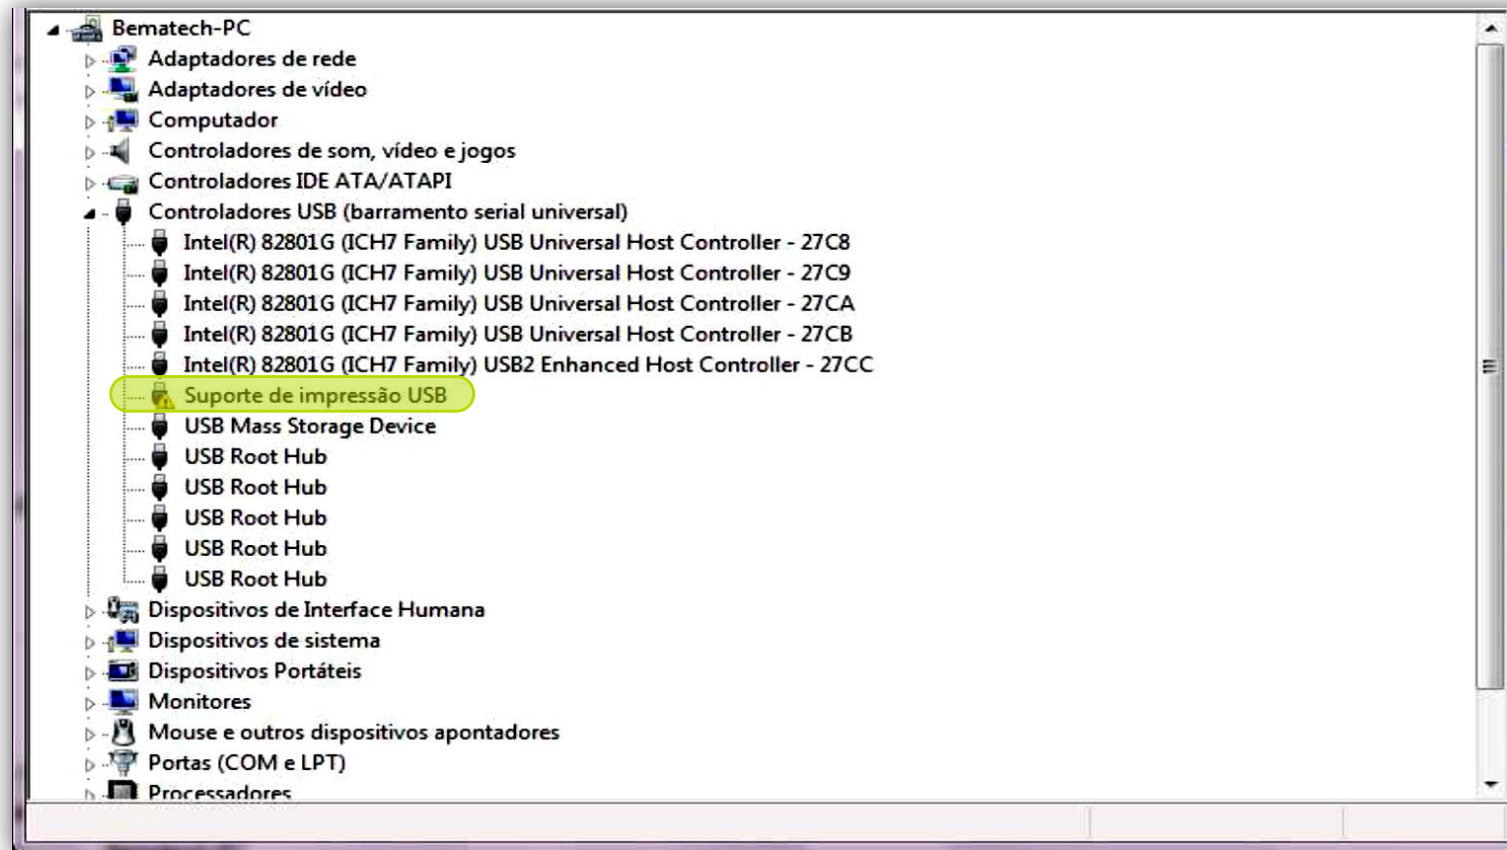 Bematech-PC
Adaptadores de rede
Adaptadores de vídeo
Computador
Controladores de som, vídeo e jogos
Controladores IDE ATA/ATAPI
Controladores USB (barramento serial universal)
Intel(R) 82801G (ICH7 Family) USB Universal Host Controller - 27C8
Intel(R) 82801G (ICH7 Family) USB Universal Host Controller - 27C9
Intel(R) 82801G (ICH7 Family) USB Universal Host Controller - 27CA
Intel(R) 82801G (ICH7 Family) USB Universal Host Controller - 27CB
Intel(R) 82801G (ICH7 Family) USB2 Enhanced Host Controller - 27CC
Suporte de impressão USB
USB Mass Storage Device
USB Root Hub
USB Root Hub
USB Root Hub
USB Root Hub
USB Root Hub
Dispositivos de Interface Humana
Dispositivos de sistema
Dispositivos Portáteis
Monitores
Mouse e outros dispositivos apontadores
Portas (COM e LPT)
Processadores